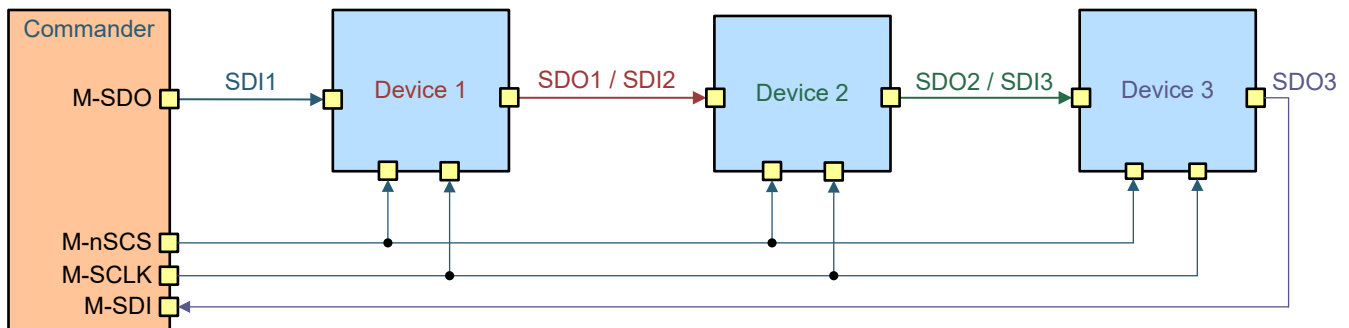 Commander
M-SDO
SDI1
Device 1
SDO1 / SDI2
Device 2
SDO2 / SDI3
Device 3
SDO3
M-nSCS
M-SCLK
M-SDI